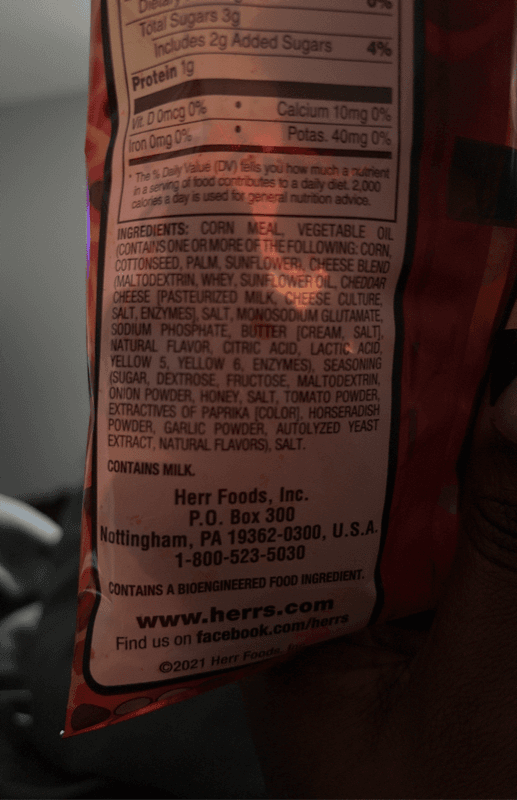 Dietary
0%
Total Sugars 3g
Includes 2g Added Sugars 4%
Protein 1g
Vit. D 0mcg 0% • Calcium 10mg 0%
Iron 0mg 0% • Potas. 40mg 0%
* The % Daily Value (DV) tells you how much a nutrient
in a serving of food contributes to a daily diet. 2,000
calories a day is used for general nutrition advice.
INGREDIENTS: CORN MEAL, VEGETABLE OIL
(CONTAINS ONE OR MORE OF THE FOLLOWING: CORN,
COTTONSEED, PALM, SUNFLOWER), CHEESE BLEND
(MALTODEXTRIN, WHEY, SUNFLOWER OIL, CHEDDAR
CHEESE [PASTEURIZED MILK, CHEESE CULTURE,
SALT, ENZYMES], SALT, MONOSODIUM GLUTAMATE,
SODIUM PHOSPHATE, BUTTER [CREAM, SALT],
NATURAL FLAVOR, CITRIC ACID, LACTIC ACID,
YELLOW 5, YELLOW 6, ENZYMES), SEASONING
(SUGAR, DEXTROSE, FRUCTOSE, MALTODEXTRIN,
ONION POWDER, HONEY, SALT, TOMATO POWDER,
EXTRACTIVES OF PAPRIKA [COLOR], HORSERADISH
POWDER, GARLIC POWDER, AUTOLYZED YEAST
EXTRACT, NATURAL FLAVORS), SALT.
CONTAINS MILK.
Herr Foods, Inc.
P.O. Box 300
Nottingham, PA 19362-0300, U.S.A.
1-800-523-5030
CONTAINS A BIOENGINEERED FOOD INGREDIENT.
www.herrs.com
Find us on facebook.com/herrs
©2021 Herr Foods,